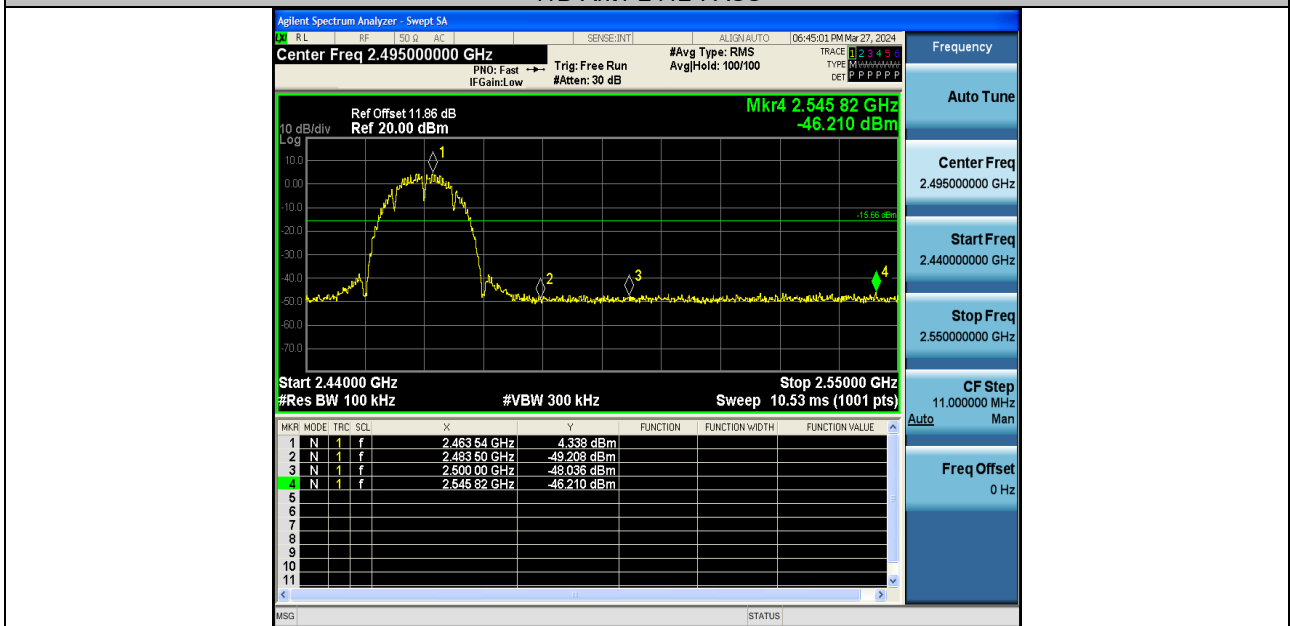 Agilent Spectrum Analyzer - Swept SA
RL RF 50 Ω AC SENSE:INT ALIGN AUTO 06:45:01 PM Mar 27, 2024
Center Freq 2.495000000 GHz
PNO: Fast
IFGain:Low
Trig: Free Run
#Atten: 30 dB
#Avg Type: RMS
Avg|Hold: 100/100
TRACE 1 2 3 4 5 6
TYPE M
DET P P P P P P
Ref Offset 11.86 dB
10 dB/div Ref 20.00 dBm
Log
Mkr4 2.545 82 GHz
-46.210 dBm
10.0
0.00
-10.0
-20.0
-30.0
-40.0
-50.0
-60.0
-70.0
1
2
3
4
-15.66 dBm
Start 2.44000 GHz Stop 2.55000 GHz
#Res BW 100 kHz #VBW 300 kHz Sweep 10.53 ms (1001 pts)
MKR MODE TRC SCL X Y FUNCTION FUNCTION WIDTH FUNCTION VALUE
1 N 1 f 2.463 54 GHz 4.338 dBm
2 N 1 f 2.483 50 GHz -49.208 dBm
3 N 1 f 2.500 00 GHz -48.036 dBm
4 N 1 f 2.545 82 GHz -46.210 dBm
5
6
7
8
9
10
11
MSG STATUS
Frequency
Auto Tune
Center Freq
2.495000000 GHz
Start Freq
2.440000000 GHz
Stop Freq
2.550000000 GHz
CF Step
11.000000 MHz
Auto Man
Freq Offset
0 Hz